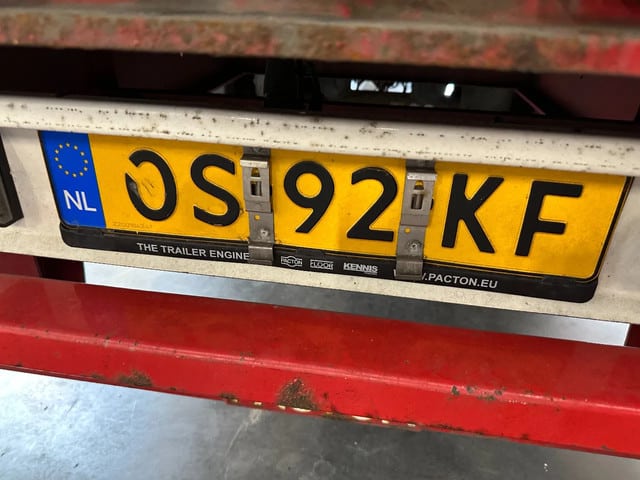 NL OS 92 KF
THE TRAILER ENGINE PACTON FLOOR KENNIS .PACTON.EU